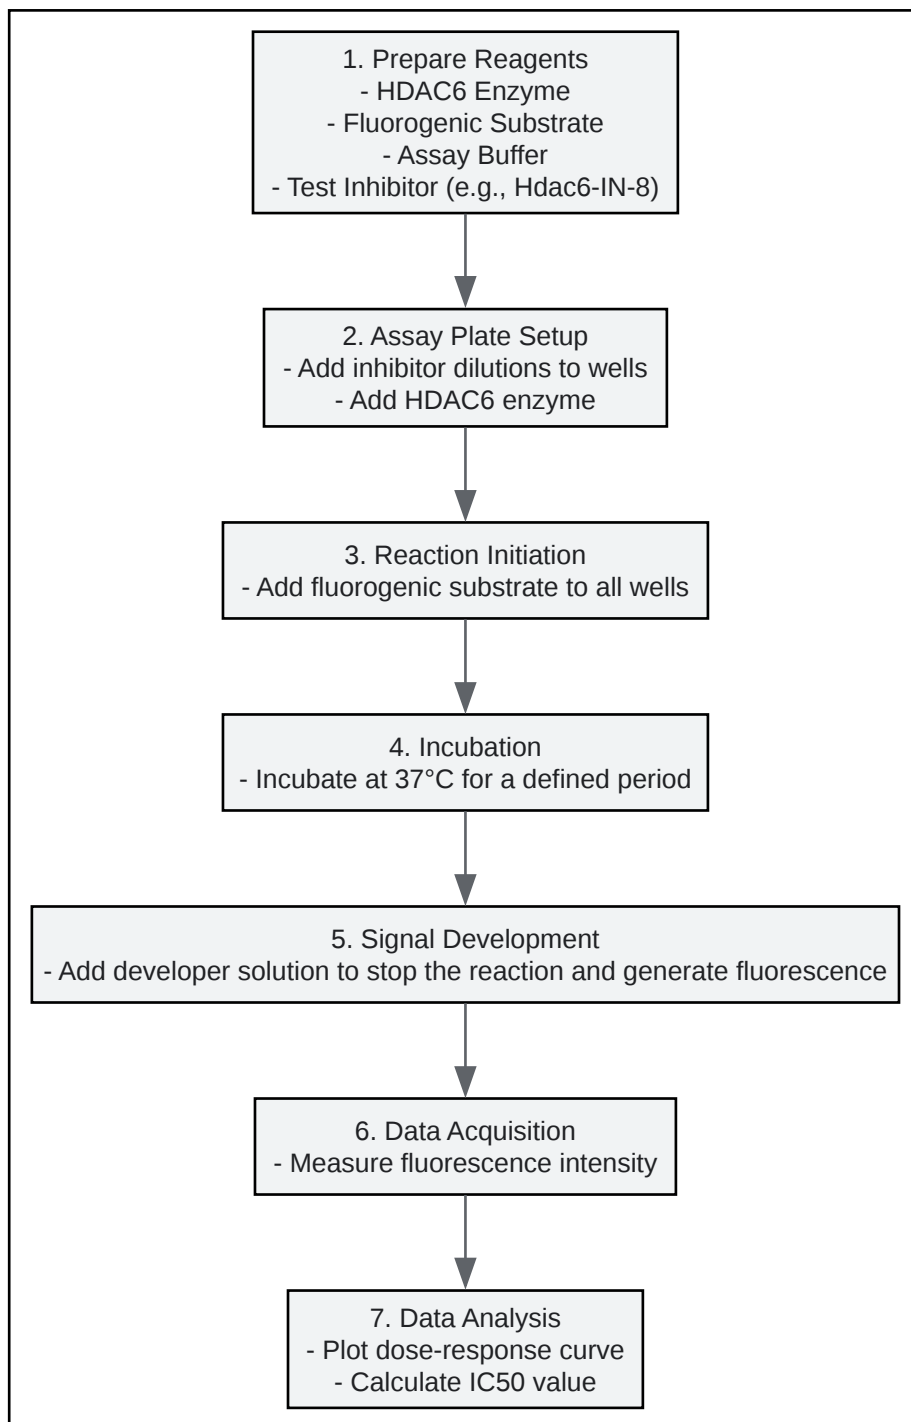 1. Prepare Reagents
- HDAC6 Enzyme
- Fluorogenic Substrate
- Assay Buffer
- Test Inhibitor (e.g., Hdac6-IN-8)
2. Assay Plate Setup
- Add inhibitor dilutions to wells
- Add HDAC6 enzyme
3. Reaction Initiation
- Add fluorogenic substrate to all wells
4. Incubation
- Incubate at 37°C for a defined period
5. Signal Development
- Add developer solution to stop the reaction and generate fluorescence
6. Data Acquisition
- Measure fluorescence intensity
7. Data Analysis
- Plot dose-response curve
- Calculate IC50 value